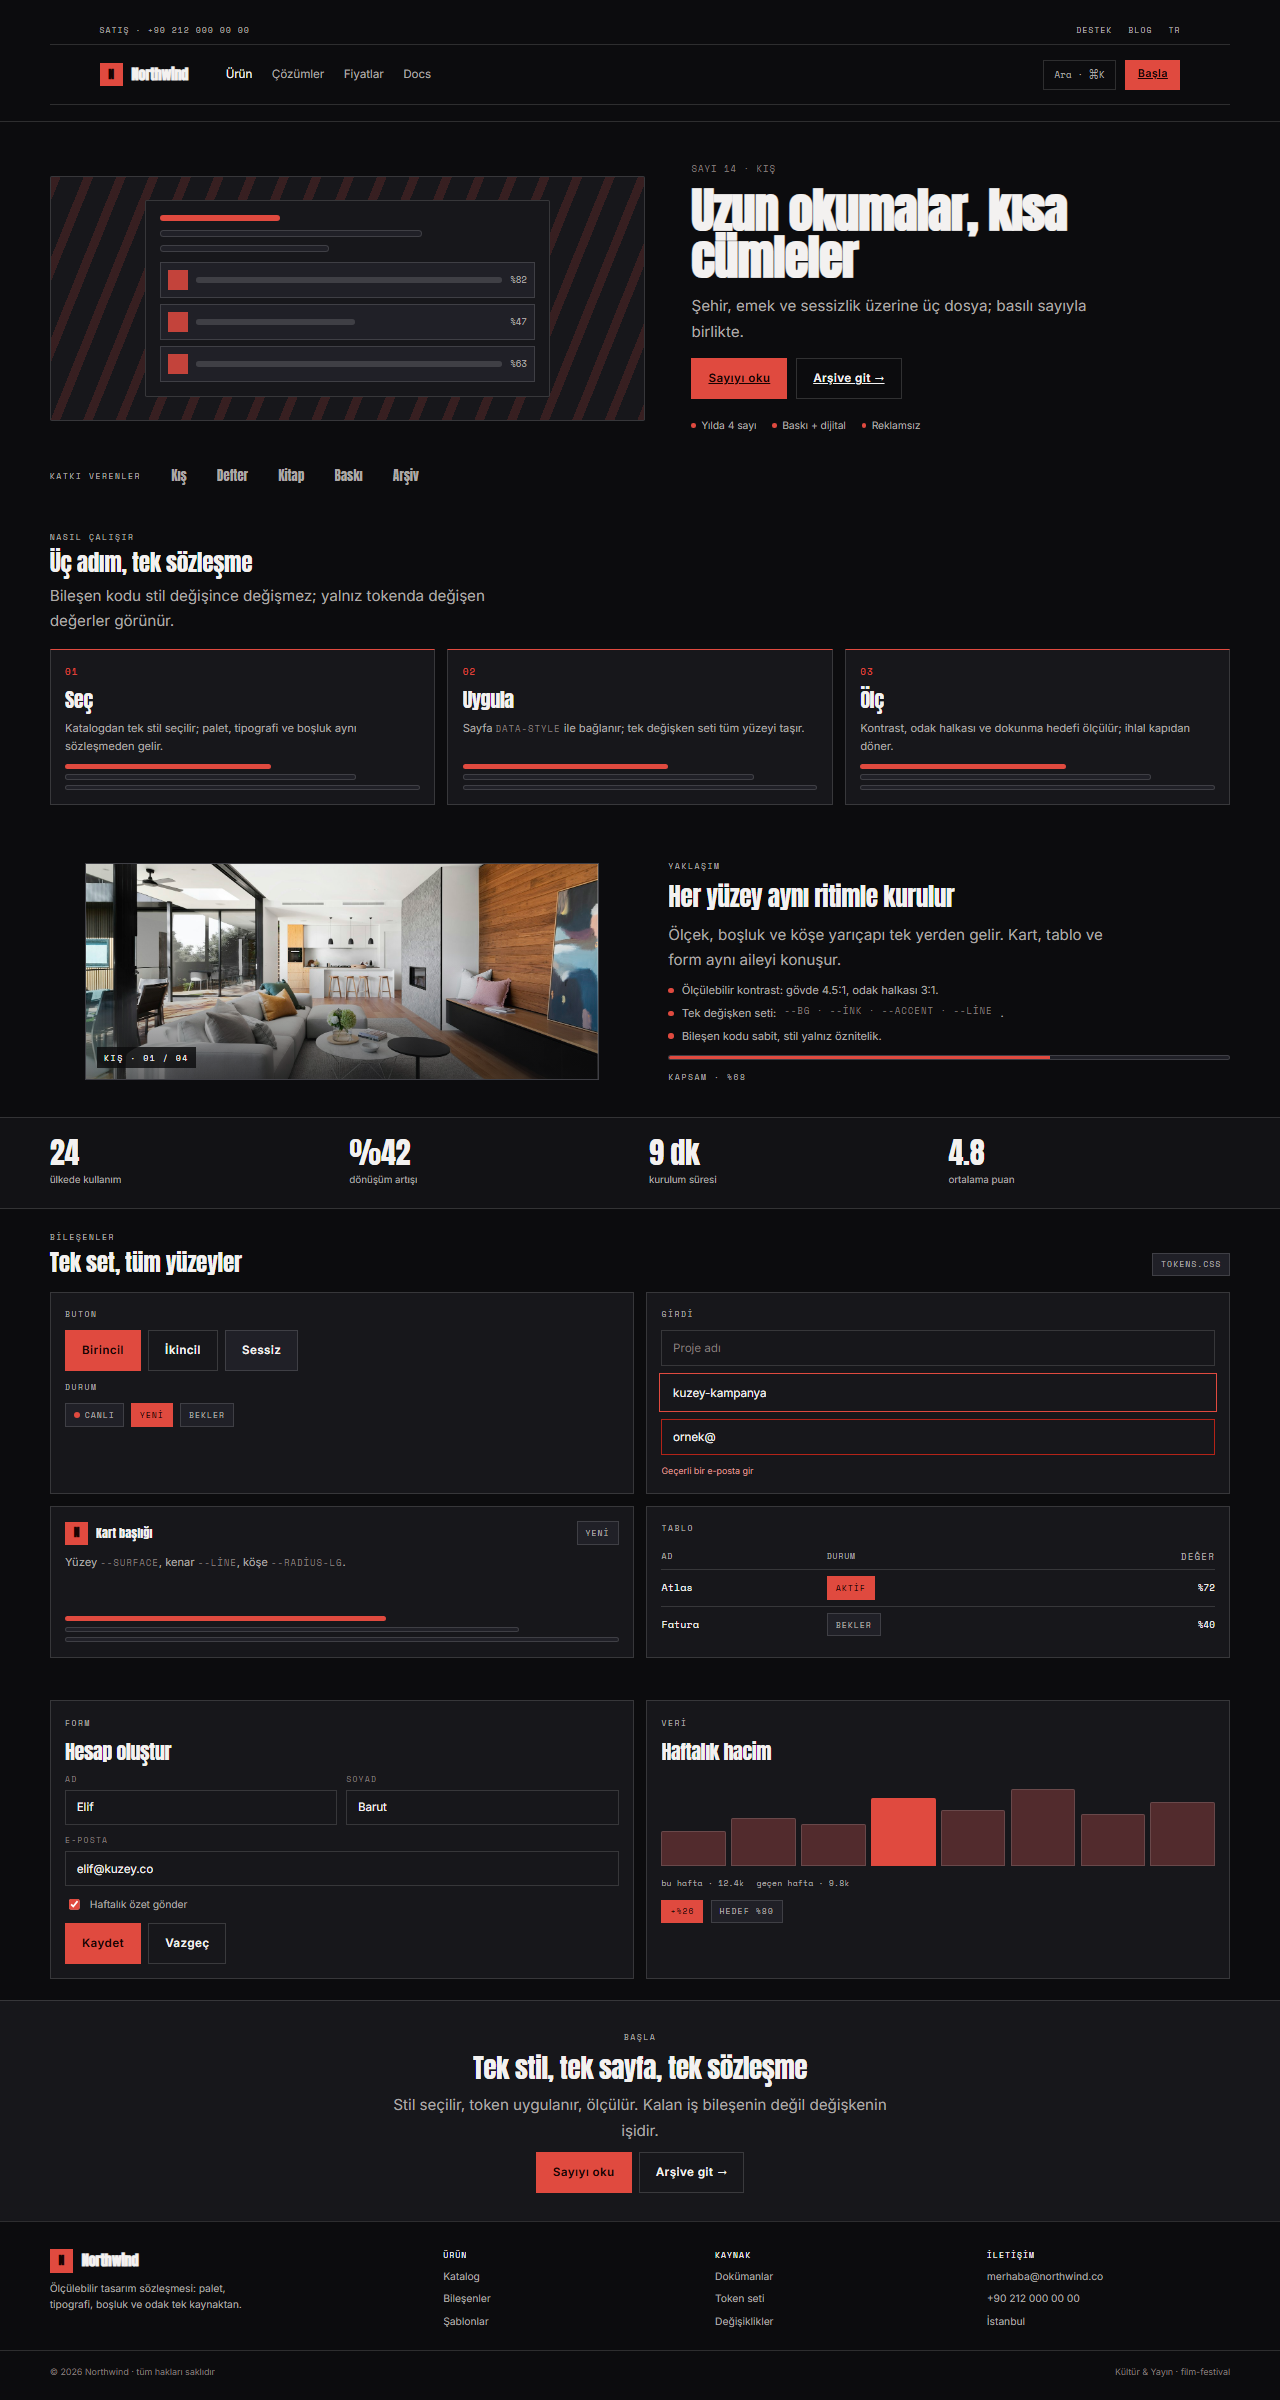 SATIŞ · +90 212 000 00 00
DESTEK BLOG TR
Northwind Ürün Çözümler Fiyatlar Docs
Ara · ⌘K Başla
SAYI 14 · KIŞ
Uzun okumalar, kısa
cümleler
Şehir, emek ve sessizlik üzerine üç dosya; basılı sayıyla
birlikte.
Sayıyı oku Arşive git →
Yılda 4 sayı Baskı + dijital Reklamsız
%82
%47
%63
KATKI VERENLER Kış Defter Kitap Baskı Arşiv
NASIL ÇALIŞIR
Üç adım, tek sözleşme
Bileşen kodu stil değişince değişmez; yalnız tokenda değişen
değerler görünür.
01
Seç
Katalogdan tek stil seçilir; palet, tipografi ve boşluk aynı
sözleşmeden gelir.
02
Uygula
Sayfa DATA-STYLE ile bağlanır; tek değişken seti tüm yüzeyi taşır.
03
Ölç
Kontrast, odak halkası ve dokunma hedefi ölçülür; ihlal kapıdan
döner.
KIŞ · 01 / 04
YAKLAŞIM
Her yüzey aynı ritimle kurulur
Ölçek, boşluk ve köşe yarıçapı tek yerden gelir. Kart, tablo ve
form aynı aileyi konuşur.
Ölçülebilir kontrast: gövde 4.5:1, odak halkası 3:1.
Tek değişken seti: --BG · --İNK · --ACCENT · --LİNE .
Bileşen kodu sabit, stil yalnız öznitelik.
KAPSAM · %68
24
ülkede kullanım
%42
dönüşüm artışı
9 dk
kurulum süresi
4.8
ortalama puan
BİLEŞENLER
Tek set, tüm yüzeyler
TOKENS.CSS
BUTON
Birincil İkincil Sessiz
DURUM
CANLI YENİ BEKLER
GİRDİ
Proje adı
kuzey-kampanya
ornek@
Geçerli bir e-posta gir
Kart başlığı YENİ
Yüzey --SURFACE, kenar --LİNE, köşe --RADİUS-LG.
TABLO
AD DURUM DEĞER
Atlas AKTİF %72
Fatura BEKLER %40
FORM
Hesap oluştur
AD SOYAD
Elif Barut
E-POSTA
elif@kuzey.co
Haftalık özet gönder
Kaydet Vazgeç
VERİ
Haftalık hacim
bu hafta · 12.4k geçen hafta · 9.8k
+%26 HEDEF %80
BAŞLA
Tek stil, tek sayfa, tek sözleşme
Stil seçilir, token uygulanır, ölçülür. Kalan iş bileşenin değil değişkenin
işidir.
Sayıyı oku Arşive git →
Northwind
Ölçülebilir tasarım sözleşmesi: palet,
tipografi, boşluk ve odak tek kaynaktan.
ÜRÜN
Katalog
Bileşenler
Şablonlar
KAYNAK
Dokümanlar
Token seti
Değişiklikler
İLETİŞİM
merhaba@northwind.co
+90 212 000 00 00
İstanbul
© 2026 Northwind · tüm hakları saklıdır
Kültür & Yayın · film-festival